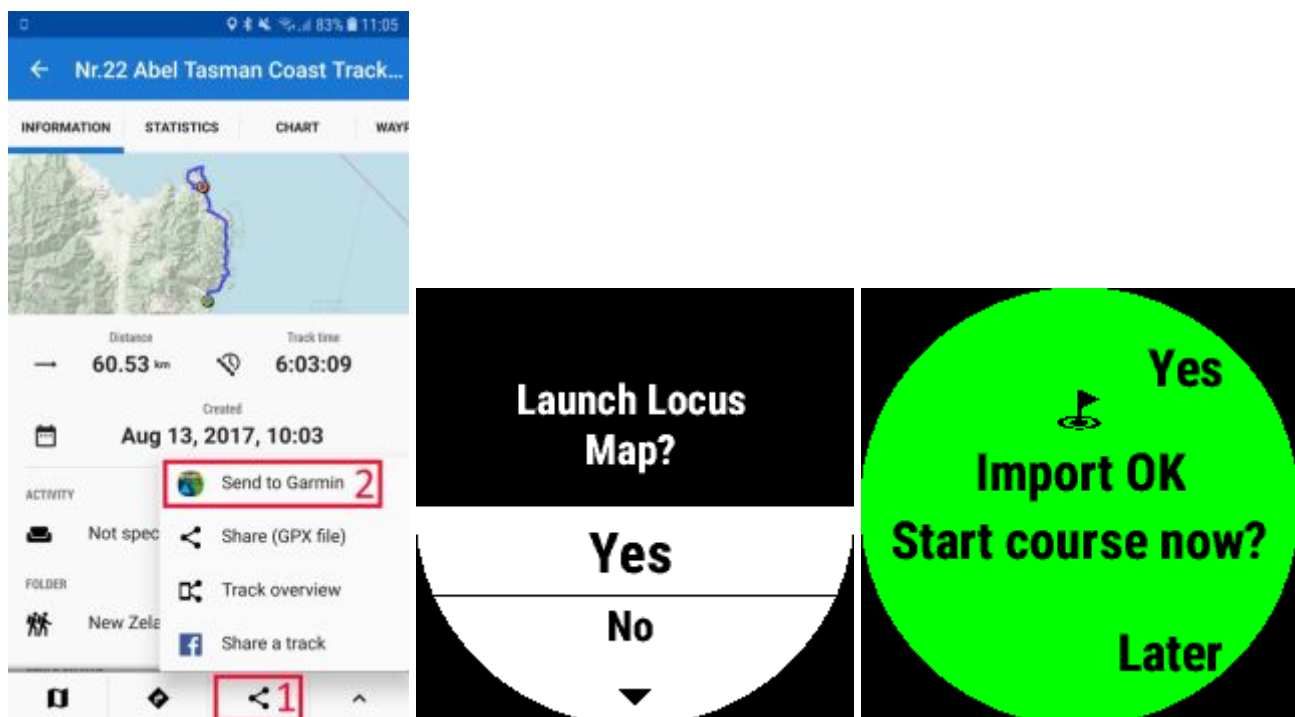 83% 11:05
Nr.22 Abel Tasman Coast Track...
INFORMATION STATISTICS CHART WAYP
Distance Track time
60.53 km 6:03:09
Created
Aug 13, 2017, 10:03
Send to Garmin 2
ACTIVITY
Not spec
Share (GPX file)
FOLDER
Track overview
New Zela
Share a track
1
Launch Locus
Map?
Yes
No
Yes
Import OK
Start course now?
Later